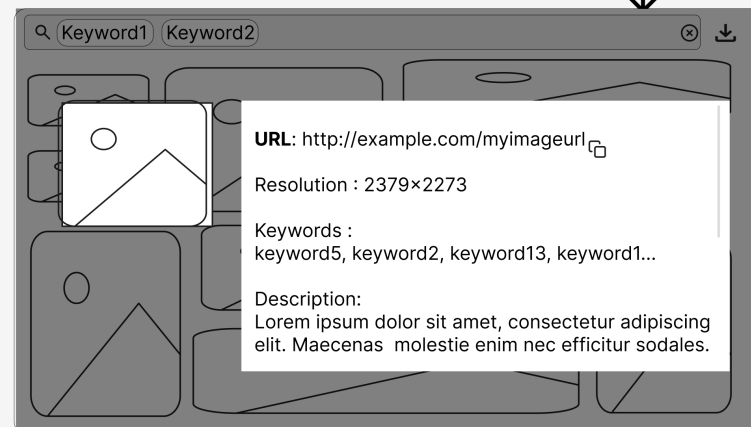 Keyword1 Keyword2
URL: http://example.com/myimageurl
Resolution : 2379×2273
Keywords :
keyword5, keyword2, keyword13, keyword1...
Description:
Lorem ipsum dolor sit amet, consectetur adipiscing
elit. Maecenas  molestie enim nec efficitur sodales.